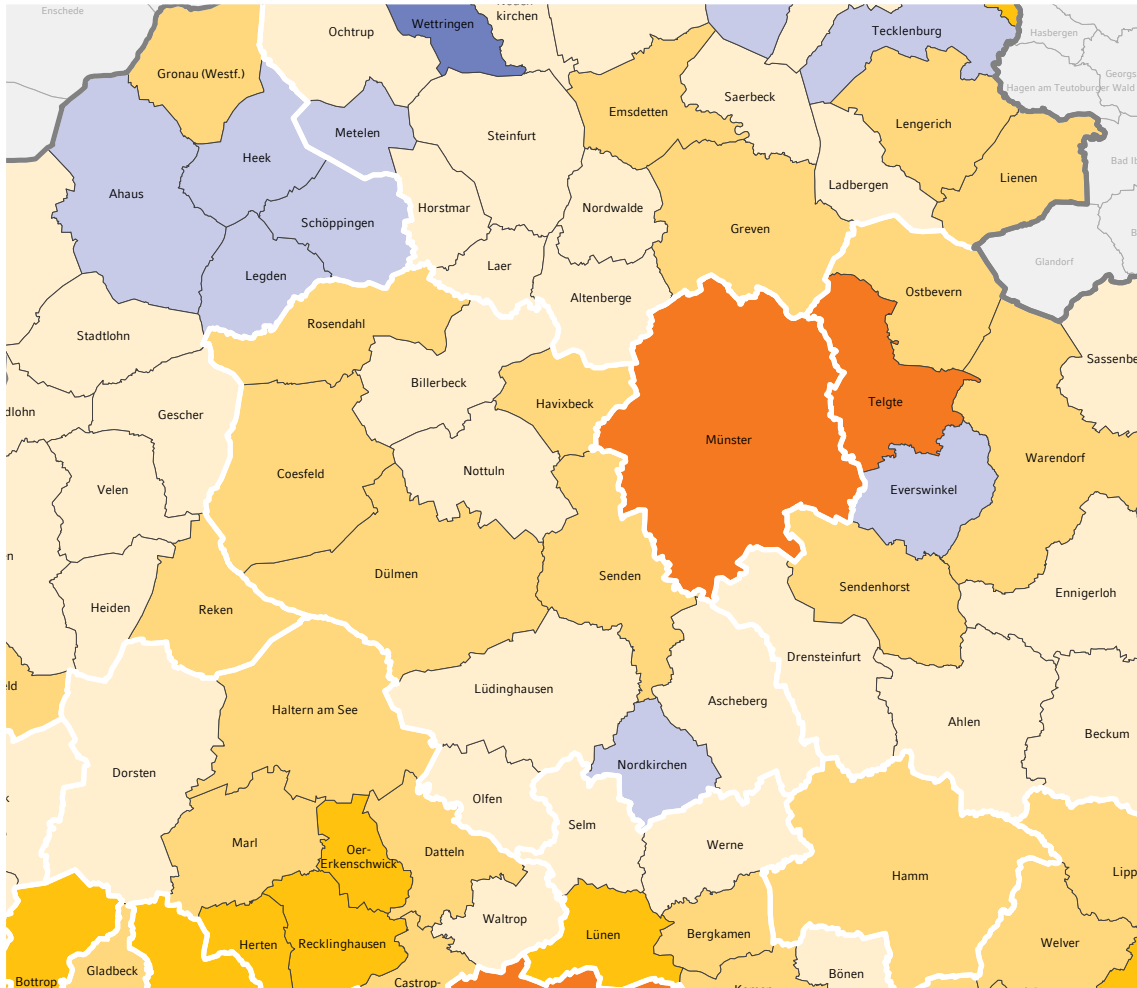 Enschede
Wettringen
kirchen
Ochtrup
Tecklenburg
Hasbergen
Gronau (Westf.)
Georgs
Hagen am Teutoburger Wald
Saerbeck
Emsdetten
Lengerich
Metelen
Steinfurt
Heek
Bad Ib
Lienen
Ladbergen
Ahaus
Horstmar
Nordwalde
Schöppingen
Greven
B
Glandorf
Laer
Legden
Altenberge
Ostbevern
Rosendahl
Stadtlohn
Sassenbe
Billerbeck
Telgte
Havixbeck
dlohn
Gescher
Münster
Warendorf
Nottuln
Coesfeld
Velen
Everswinkel
en
Dülmen
Senden
Sendenhorst
Ennigerloh
Heiden
Reken
Drensteinfurt
eld
Lüdinghausen
Ascheberg
Haltern am See
Ahlen
Beckum
Nordkirchen
Dorsten
k
Olfen
Selm
Marl
Oer-
Erkenschwick
Datteln
Werne
Hamm
Lipp
Waltrop
Lünen
Bergkamen
Herten
Recklinghausen
Welver
Gladbeck
Bönen
Bottrop
Castrop-